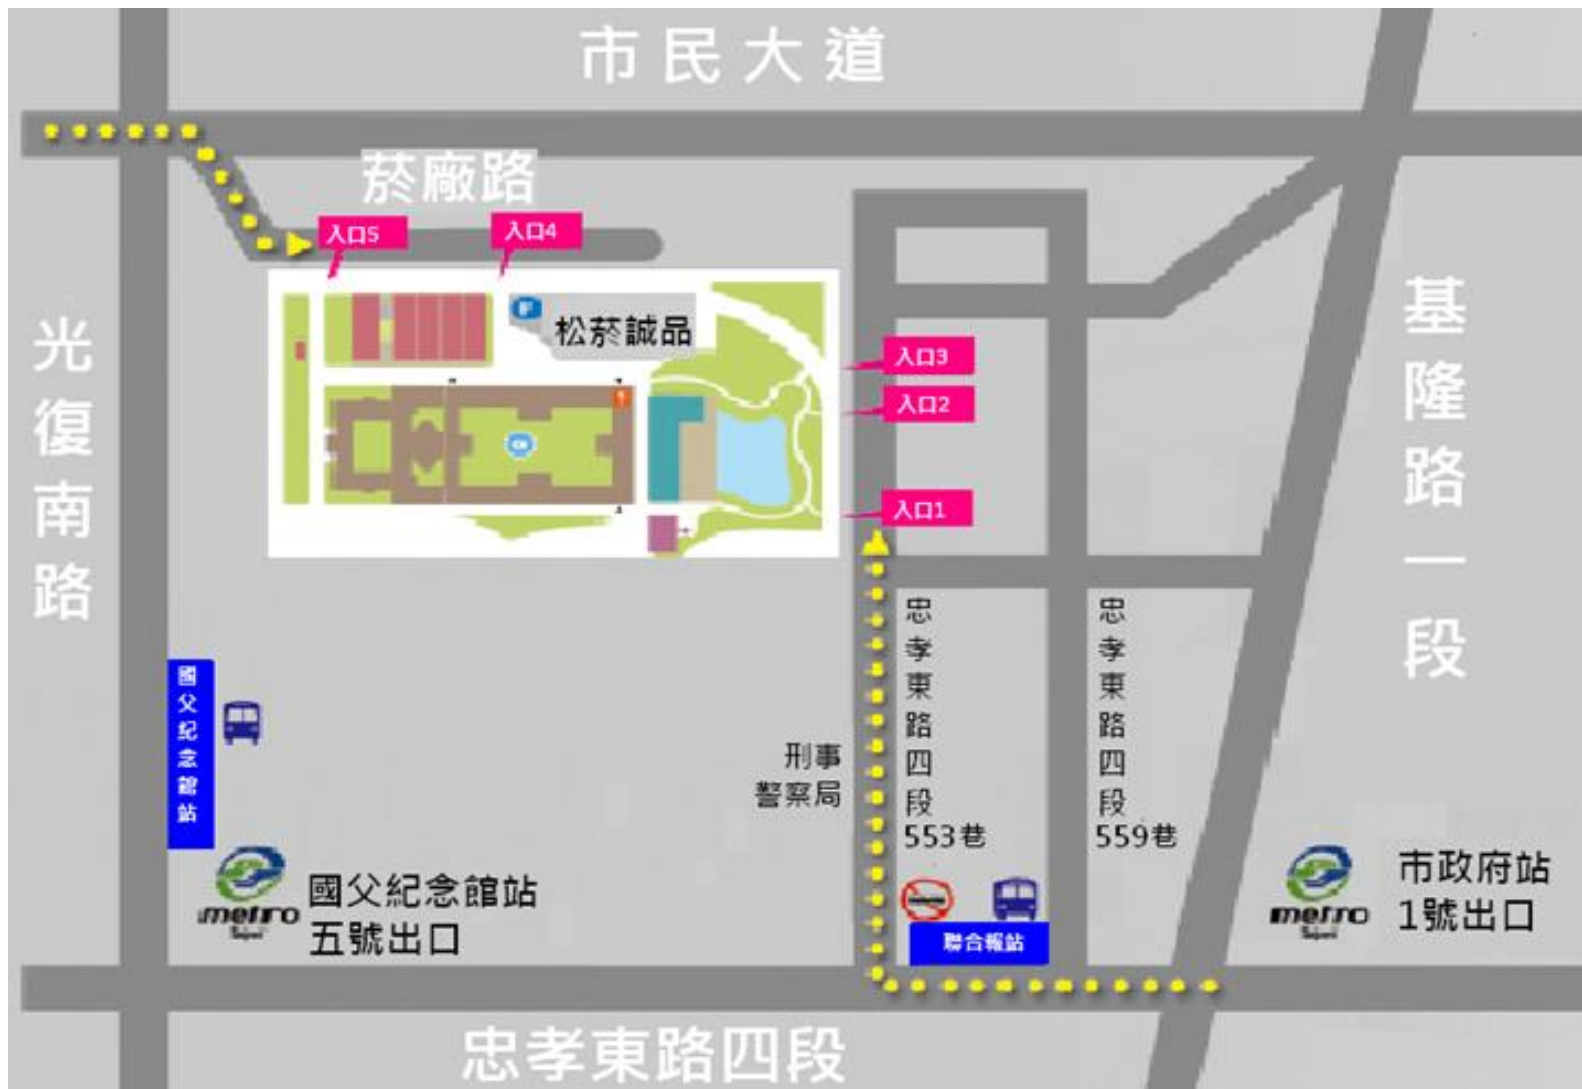 市民大道
菸廠路
入口5
入口4
松菸誠品
入口3
入口2
入口1
光復南路
基隆路一段
忠孝東路四段553巷
忠孝東路四段559巷
國父紀念館站
刑事
警察局
metro
國父紀念館站
五號出口
聯合報站
metro
市政府站
1號出口
忠孝東路四段